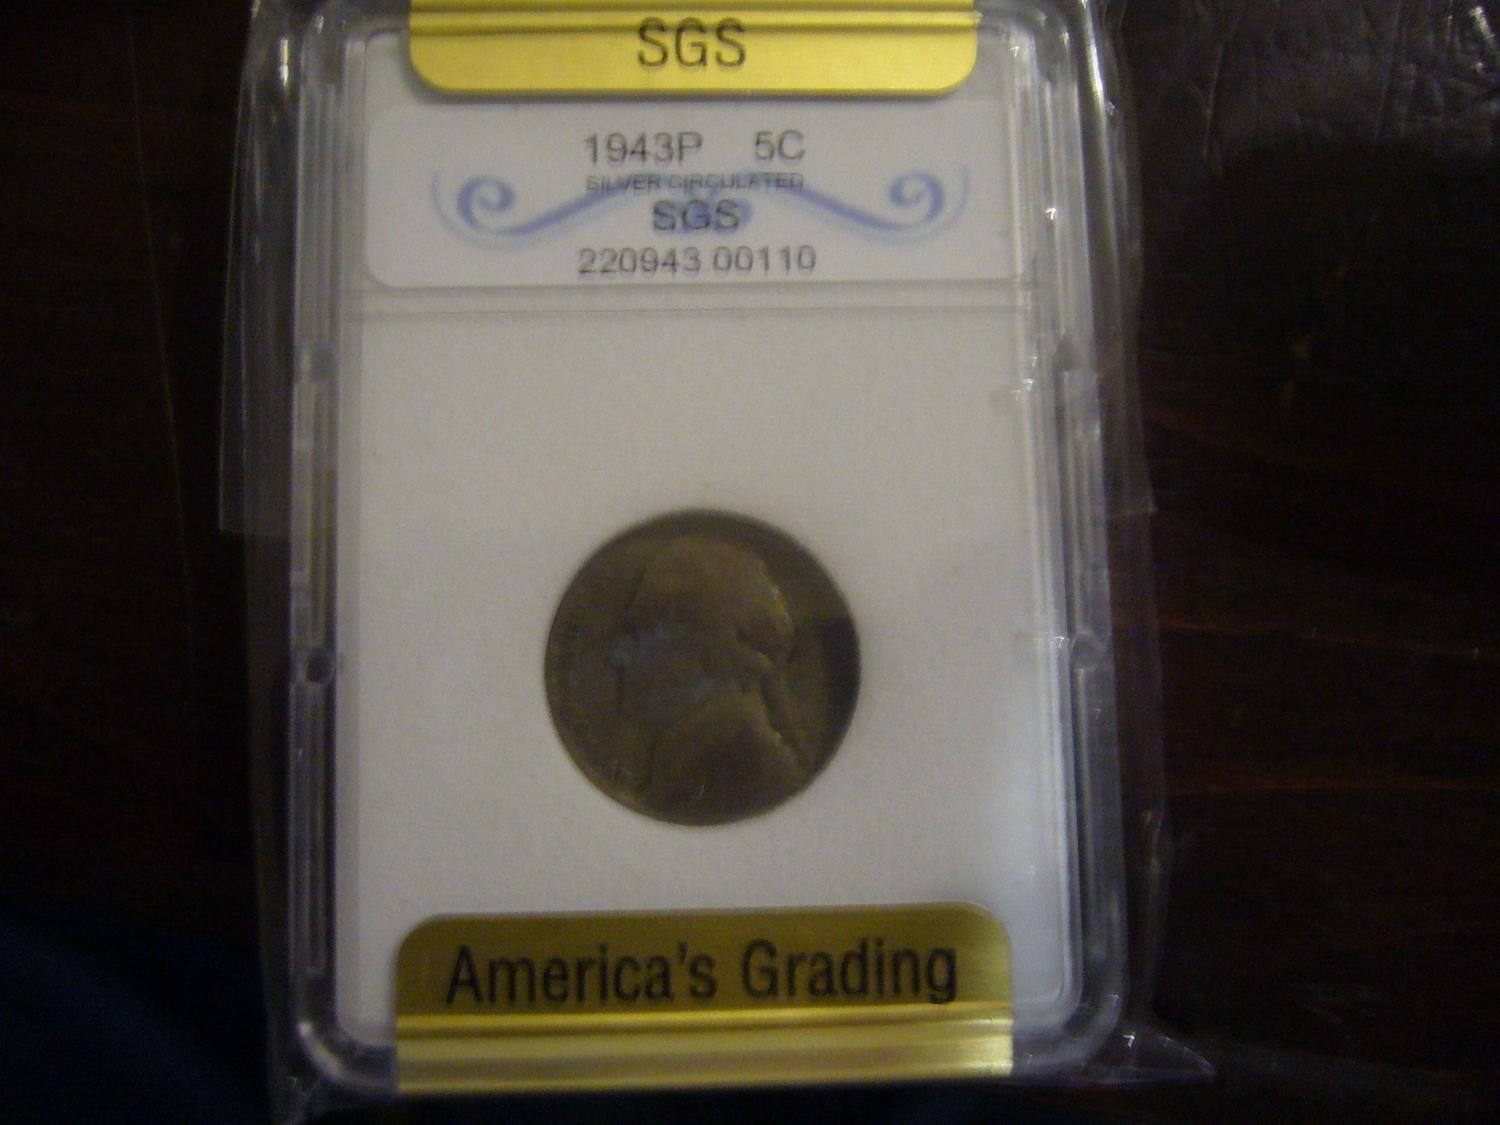 SGS
1943P 5C
SILVER CIRCULATED
SGS
220943 00110
America's Grading